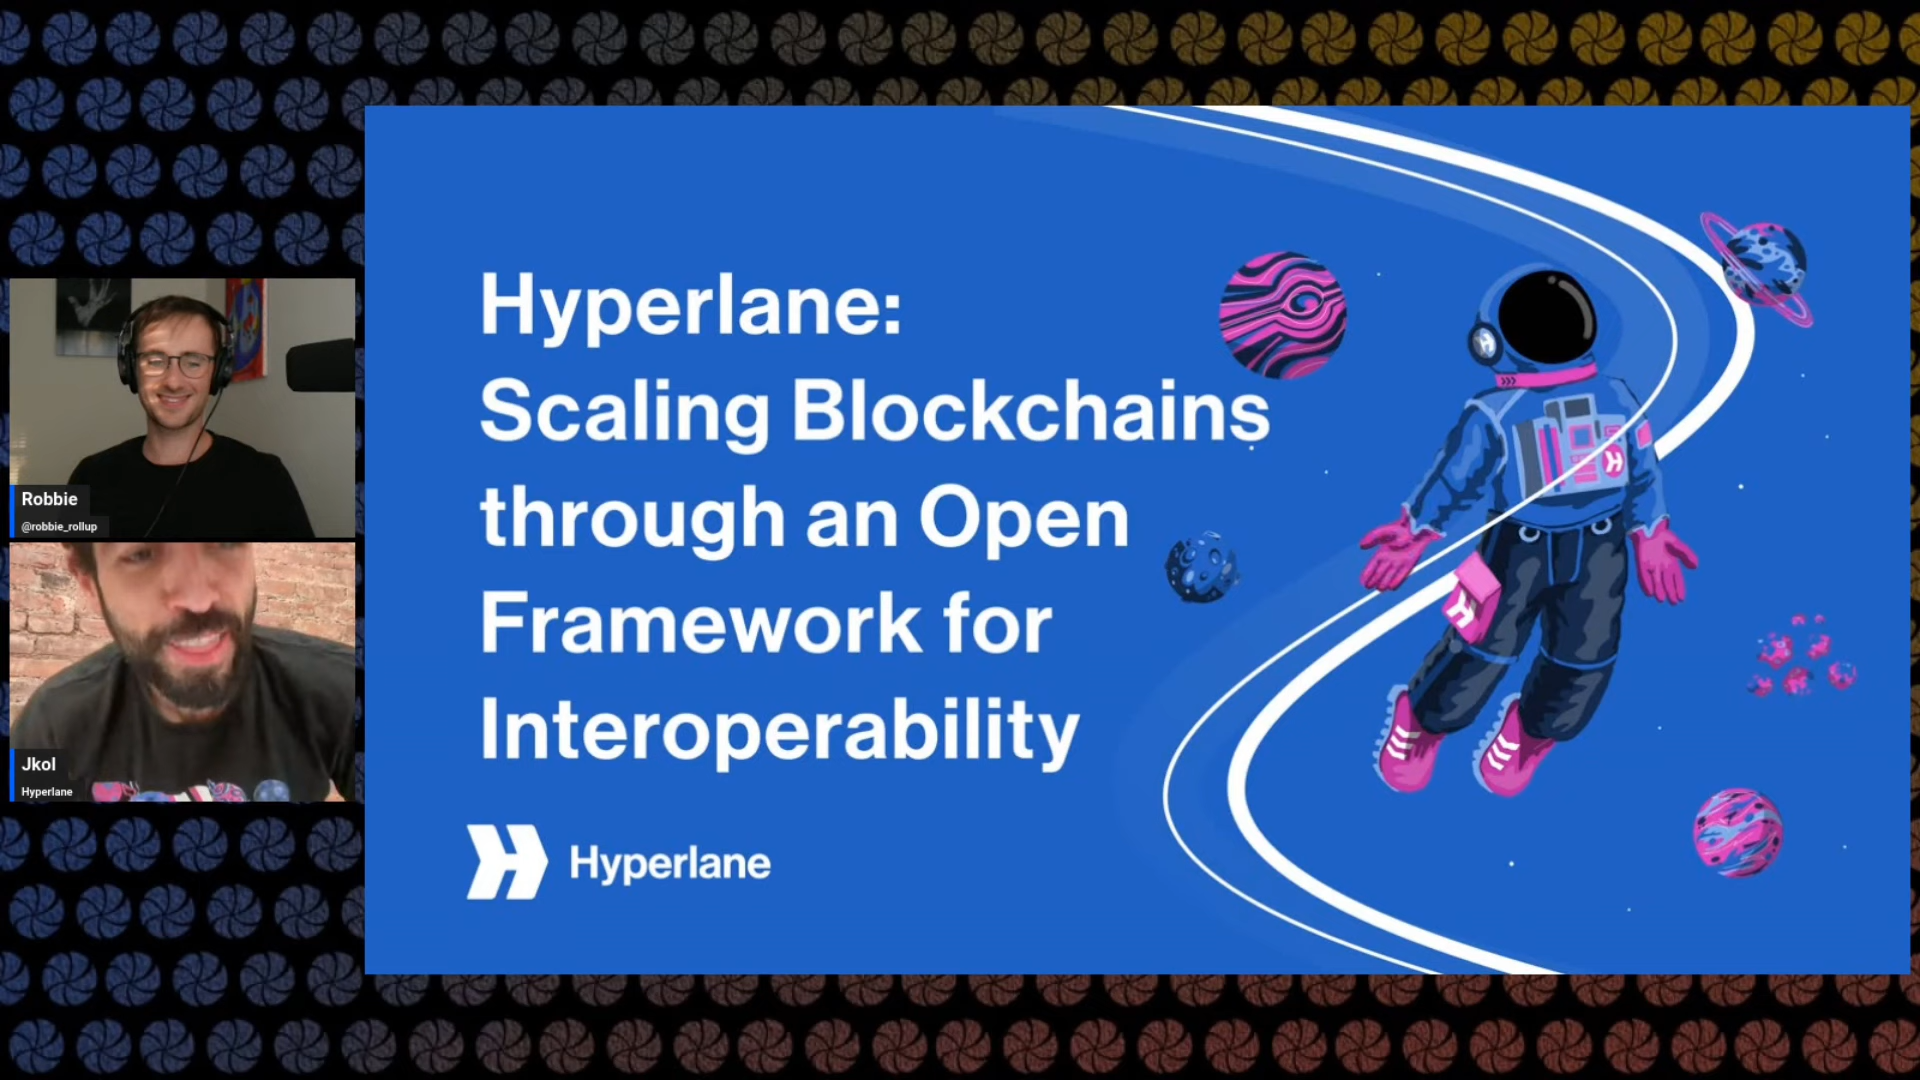 Hyperlane:
Scaling Blockchains
through an Open
Framework for
Interoperability
Hyperlane
Robbie
@robbie_rollup
Jkol
Hyperlane